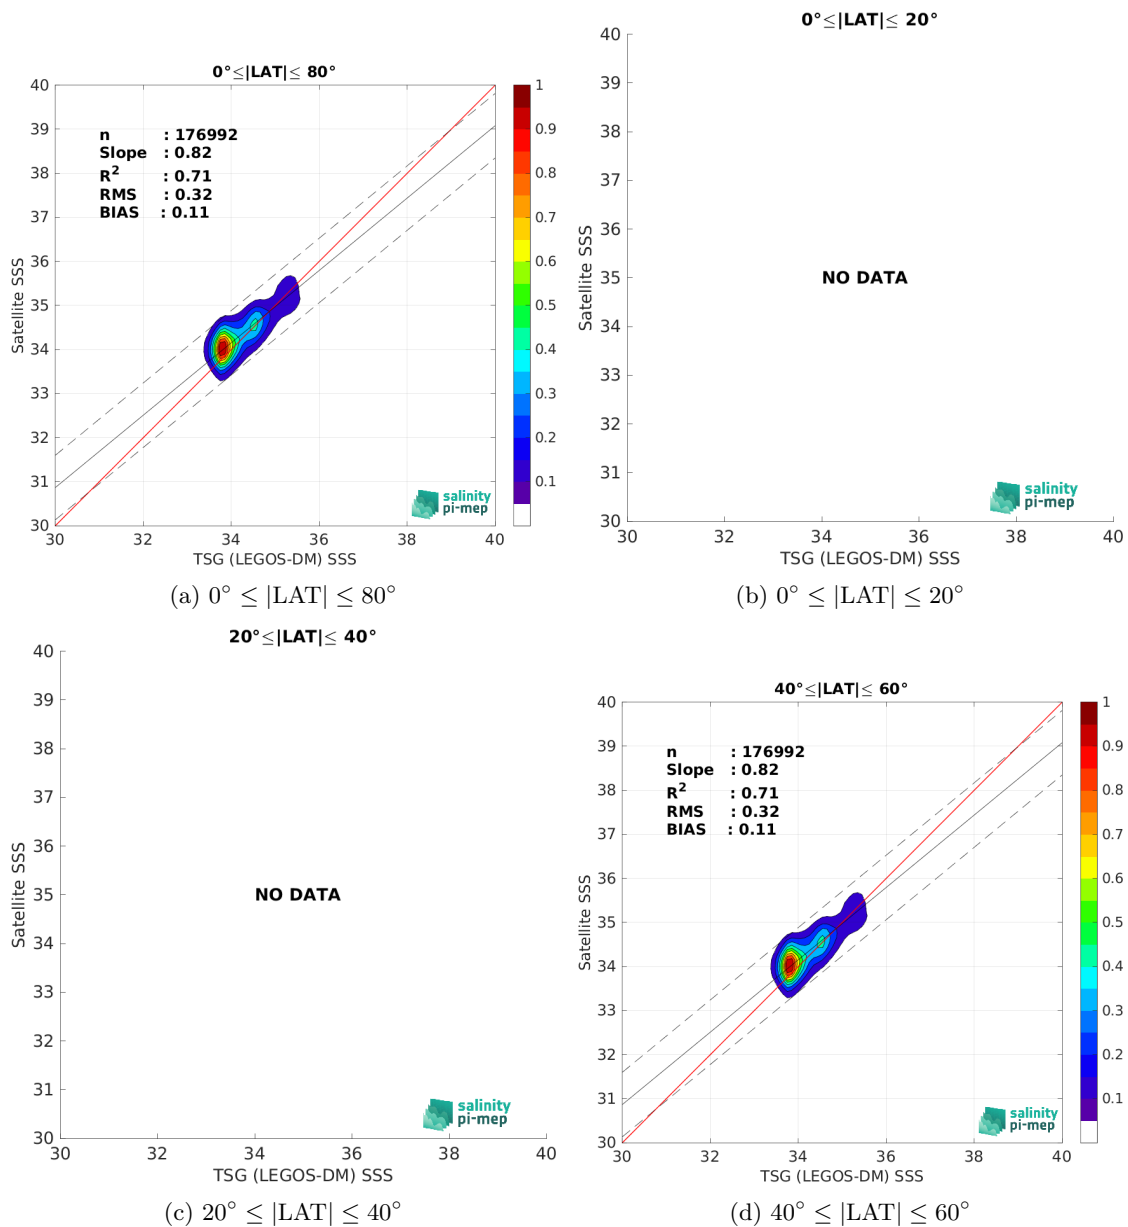 0°≤|LAT|≤ 80°
40
39
38
37
36
35
34
33
32
31
30
Satellite SSS
n : 176992
Slope : 0.82
R² : 0.71
RMS : 0.32
BIAS : 0.11
salinity
pi-mep
30 32 34 36 38 40
TSG (LEGOS-DM) SSS
1
0.9
0.8
0.7
0.6
0.5
0.4
0.3
0.2
0.1
(a) 0° ≤ |LAT| ≤ 80°
0°≤|LAT|≤ 20°
40
39
38
37
36
35
34
33
32
31
30
Satellite SSS
NO DATA
salinity
pi-mep
30 32 34 36 38 40
TSG (LEGOS-DM) SSS
(b) 0° ≤ |LAT| ≤ 20°
20°≤|LAT|≤ 40°
40
39
38
37
36
35
34
33
32
31
30
Satellite SSS
NO DATA
salinity
pi-mep
30 32 34 36 38 40
TSG (LEGOS-DM) SSS
(c) 20° ≤ |LAT| ≤ 40°
40°≤|LAT|≤ 60°
40
39
38
37
36
35
34
33
32
31
30
Satellite SSS
n : 176992
Slope : 0.82
R² : 0.71
RMS : 0.32
BIAS : 0.11
salinity
pi-mep
30 32 34 36 38 40
TSG (LEGOS-DM) SSS
1
0.9
0.8
0.7
0.6
0.5
0.4
0.3
0.2
0.1
(d) 40° ≤ |LAT| ≤ 60°